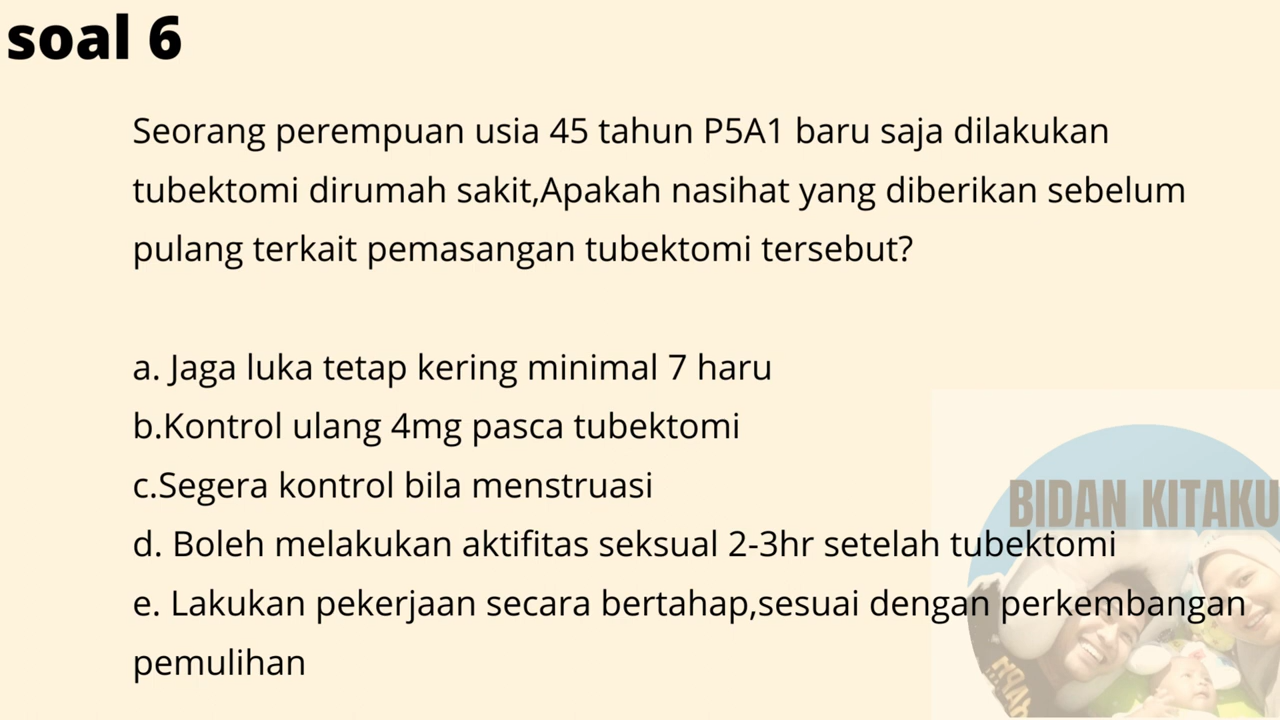 soal 6
Seorang perempuan usia 45 tahun P5A1 baru saja dilakukan
tubektomi dirumah sakit,Apakah nasihat yang diberikan sebelum
pulang terkait pemasangan tubektomi tersebut?
a. Jaga luka tetap kering minimal 7 haru
b.Kontrol ulang 4mg pasca tubektomi
c.Segera kontrol bila menstruasi
BIDAN KITAKU
d. Boleh melakukan aktifitas seksual 2-3hr setelah tubektomi
e. Lakukan pekerjaan secara bertahap,sesuai dengan perkembangan
pemulihan